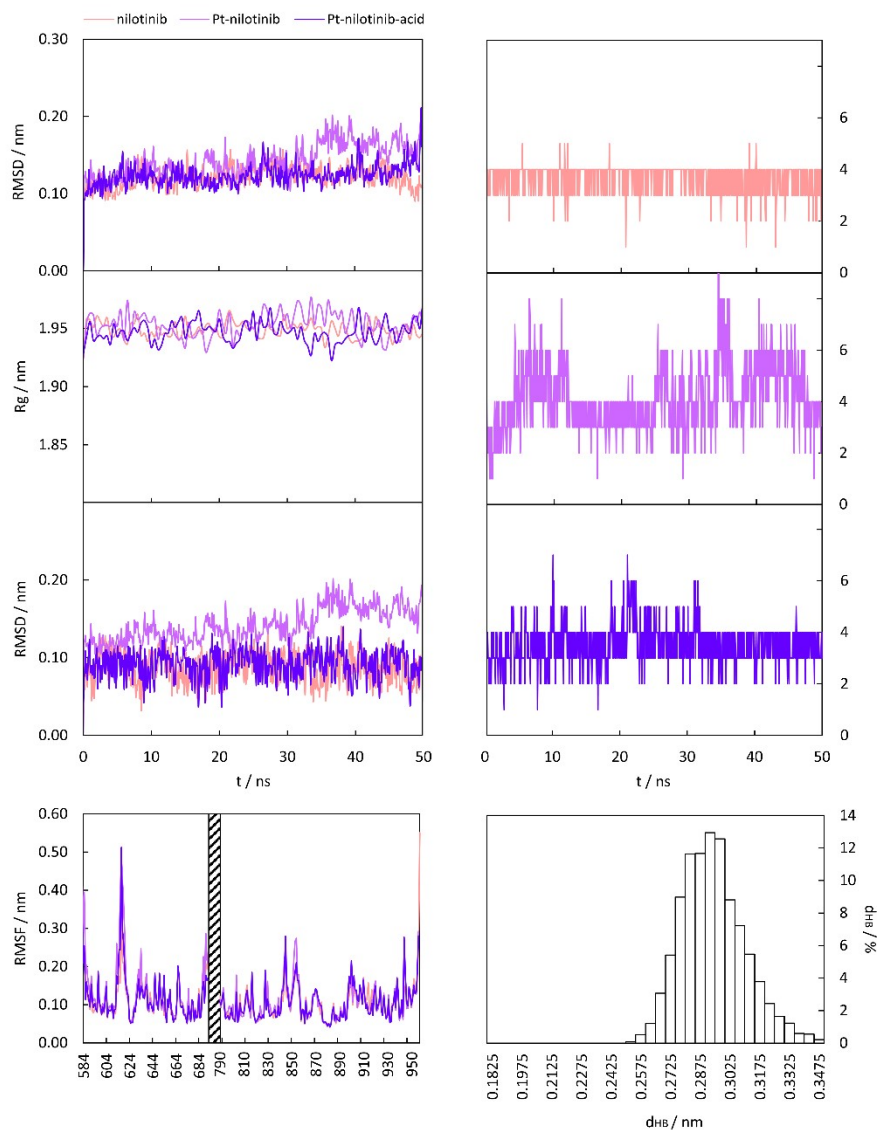 nilotinib Pt-nilotinib Pt-nilotinib-acid
RMSD / nm
0.30
0.20
0.10
0.00
6
4
2
0
Rg / nm
1.95
1.90
1.85
6
4
2
0
RMSD / nm
0.20
0.10
0.00
0 10 20 30 40 50
t / ns
6
4
2
0
0 10 20 30 40 50
t / ns
RMSF / nm
0.60
0.50
0.40
0.30
0.20
0.10
0.00
584 604 624 644 664 684 790 810 830 850 870 890 910 930 950
14
12
10
8
6
4
2
0
dHB / %
0.1825 0.1975 0.2125 0.2275 0.2425 0.2575 0.2725 0.2875 0.3025 0.3175 0.3325 0.3475
dHB / nm